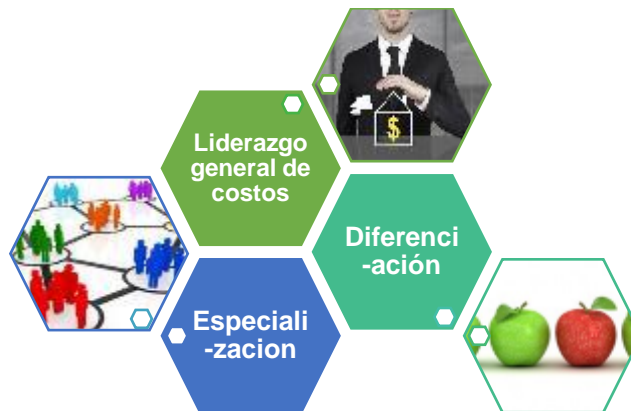 $
Liderazgo
general de
costos
Diferenci
-ación
Especiali
-zacion